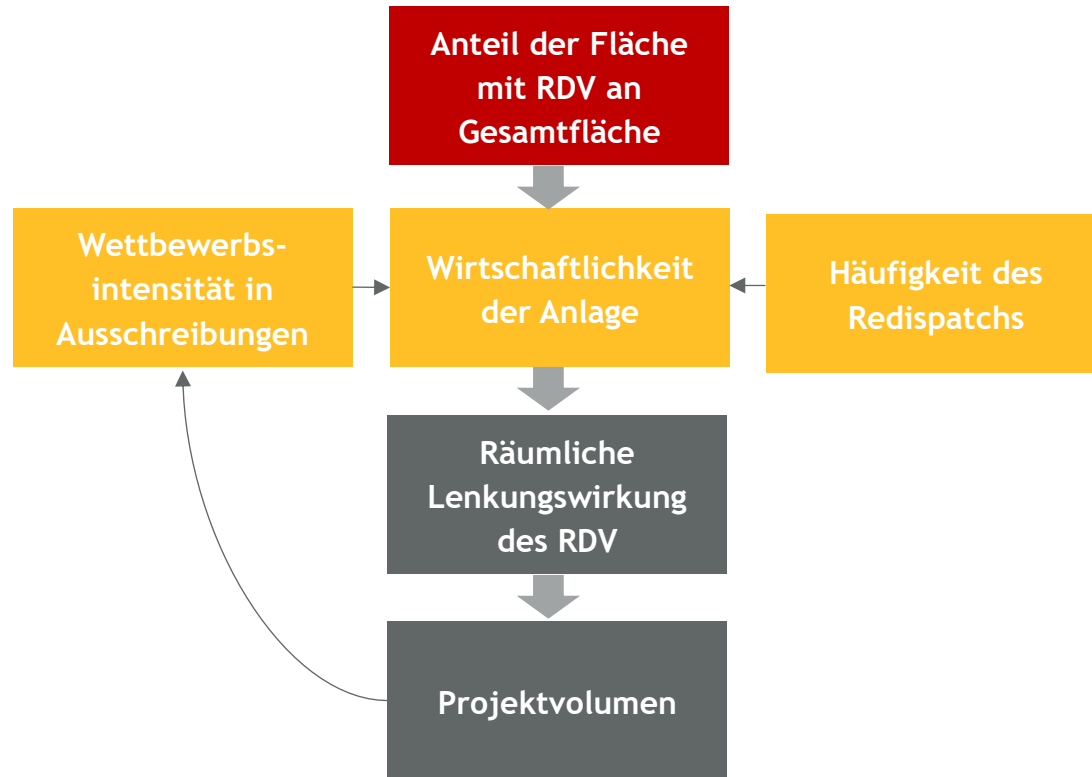 Anteil der Fläche
mit RDV an
Gesamtfläche
Wettbewerbs-
intensität in
Ausschreibungen
Wirtschaftlichkeit
der Anlage
Häufigkeit des
Redispatchs
Räumliche
Lenkungswirkung
des RDV
Projektvolumen